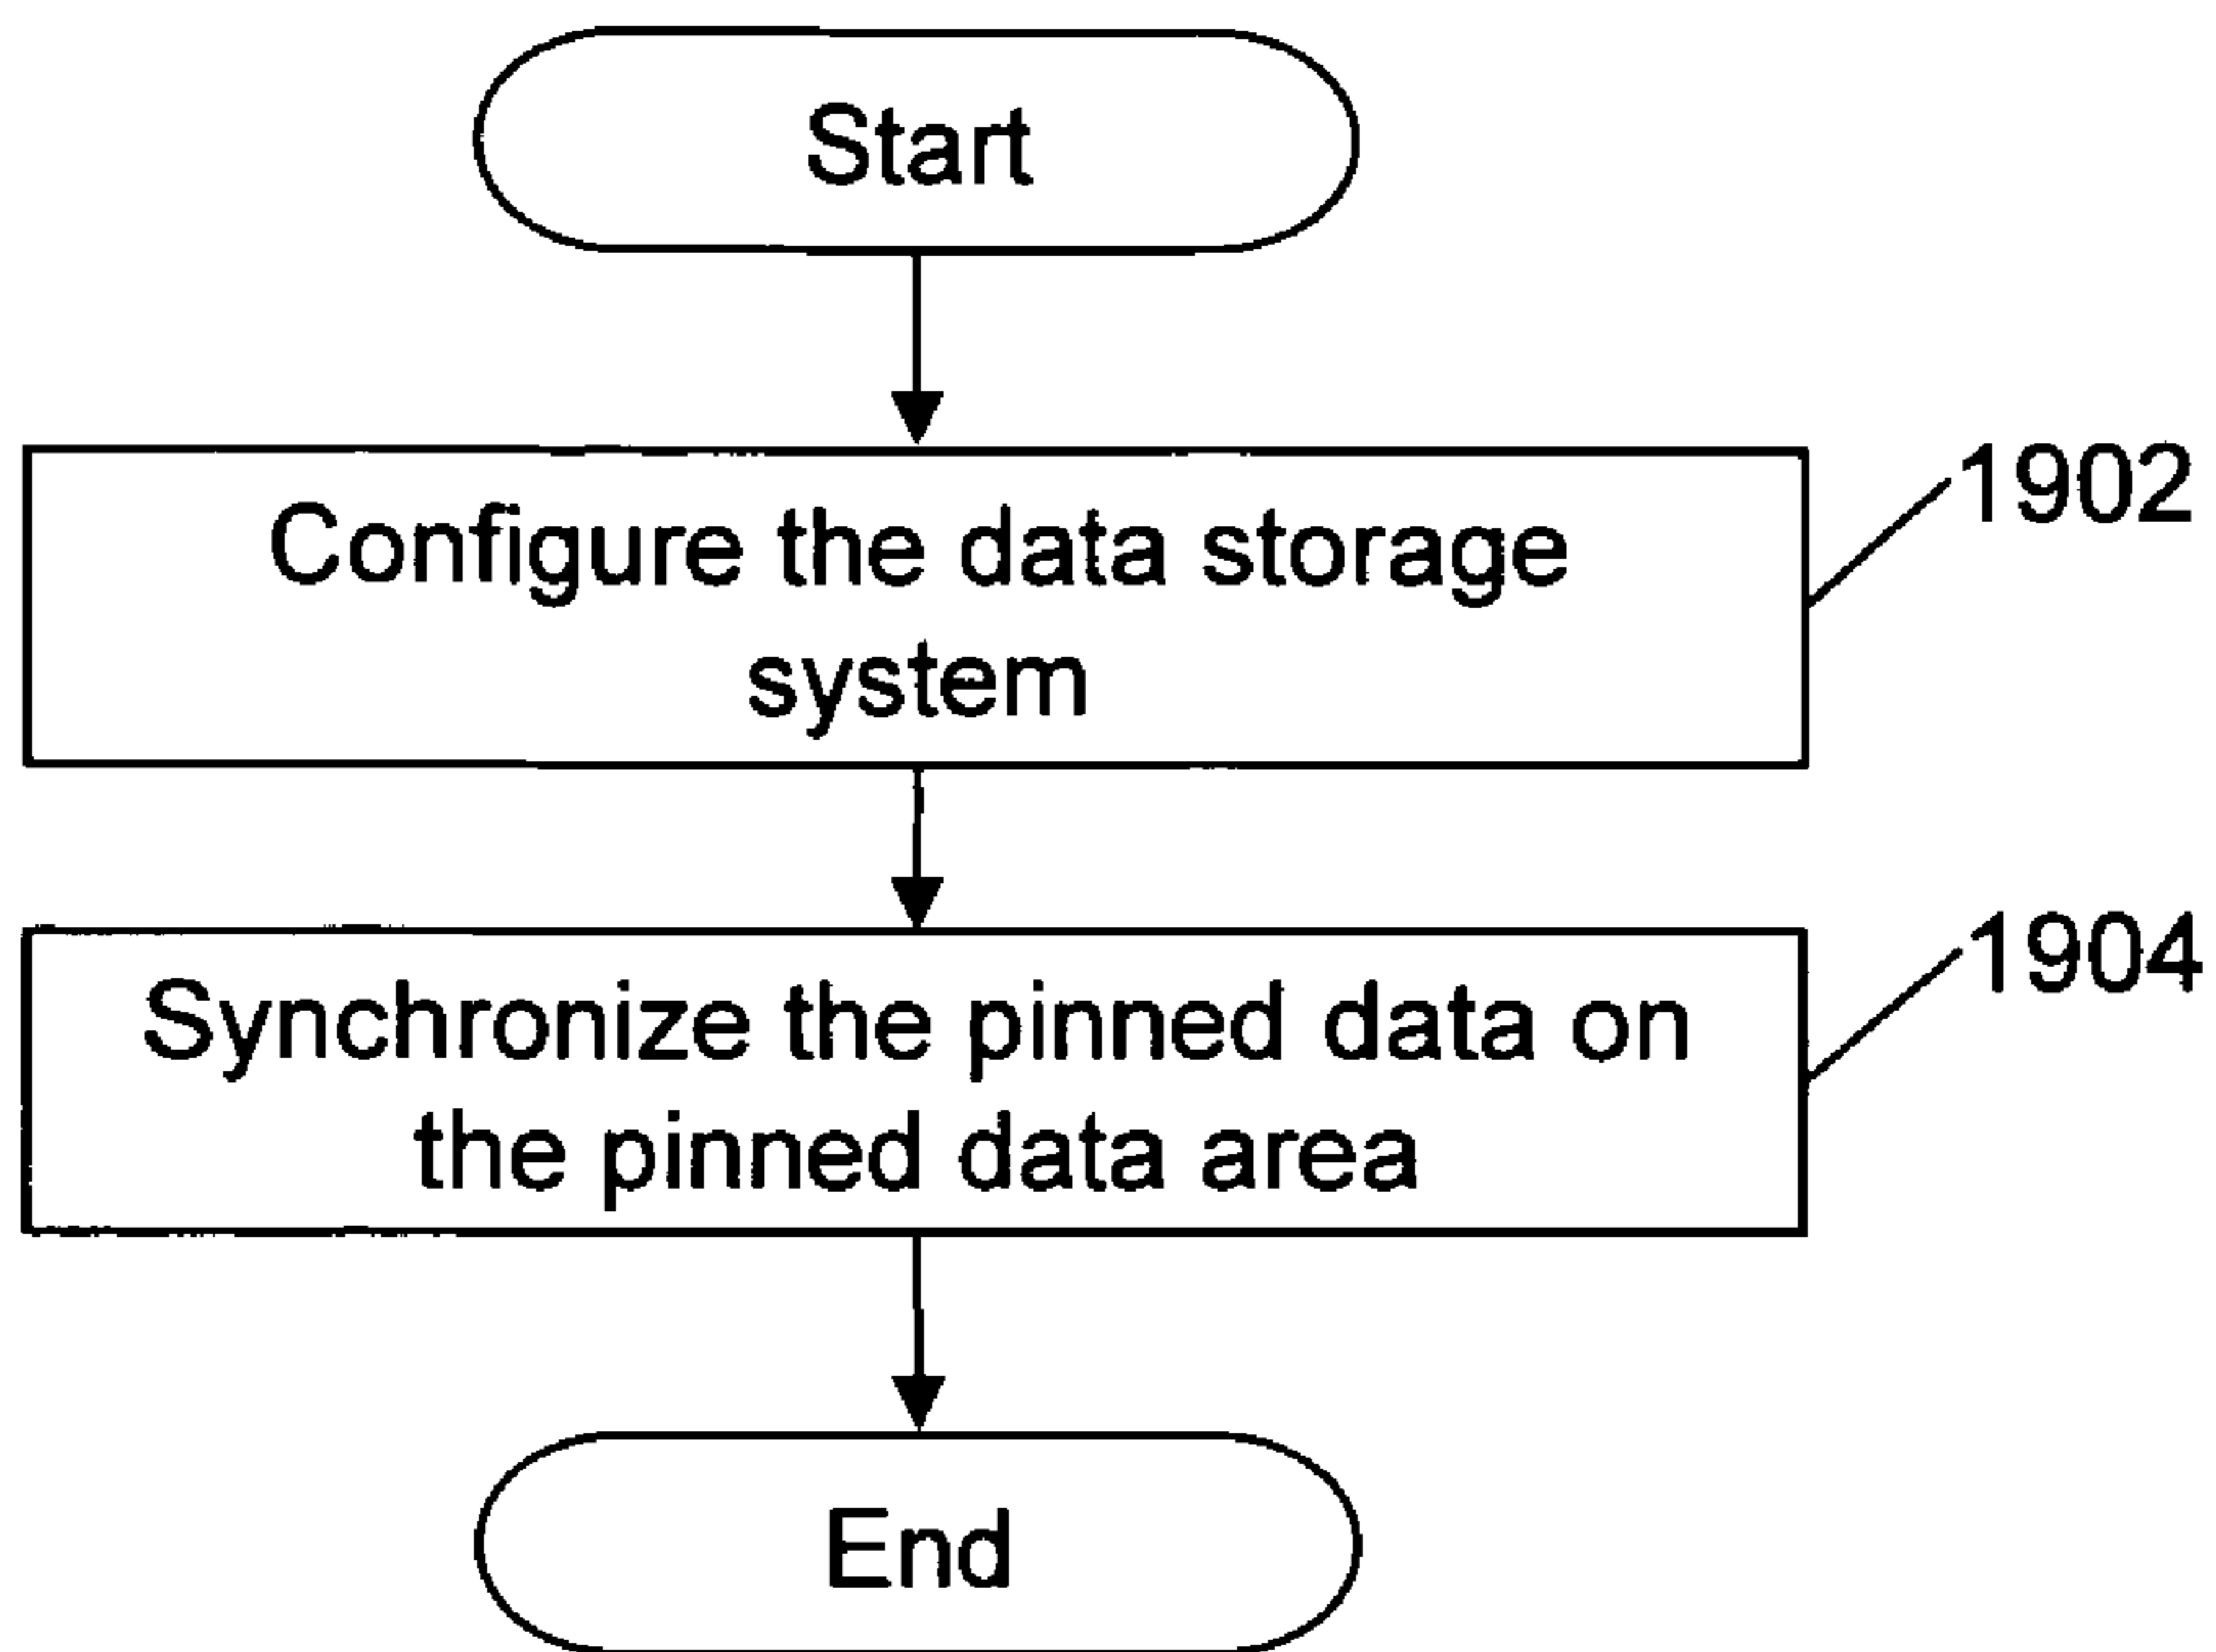 Start
Configure the data storage
system
1902
Synchronize the pinned data on
the pinned data area
1904
End